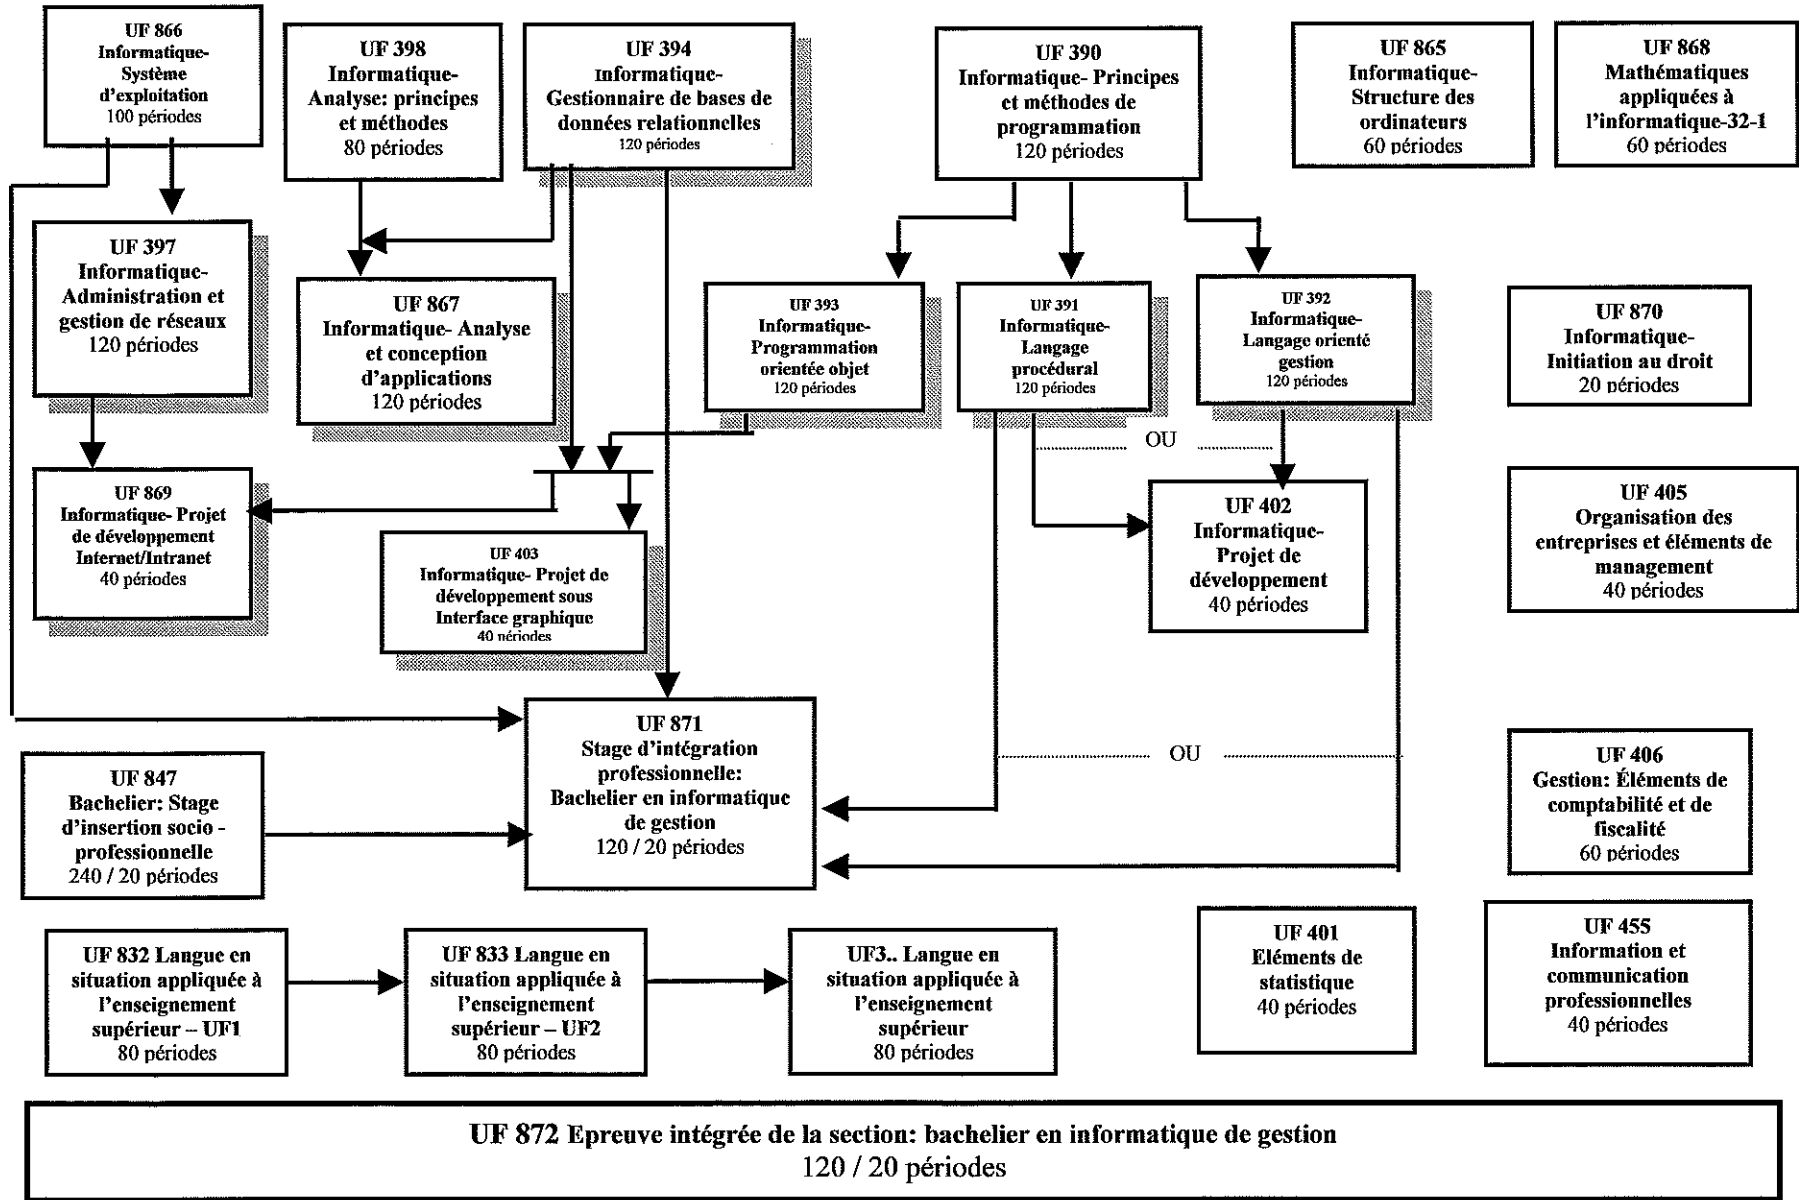 UF 866
Informatique-
Système
d'exploitation
100 périodes
UF 398
Informatique-
Analyse: principes
et méthodes
80 périodes
UF 394
Informatique-
Gestionnaire de bases de
données relationnelles
120 périodes
UF 390
Informatique- Principes
et méthodes de
programmation
120 périodes
UF 865
Informatique-
Structure des
ordinateurs
60 périodes
UF 868
Mathématiques
appliquées à
l'informatique-32-1
60 périodes
UF 397
Informatique-
Administration et
gestion de réseaux
120 périodes
UF 867
Informatique- Analyse
et conception
d'applications
120 périodes
UF 393
Informatique-
Programmation
orientée objet
120 périodes
UF 391
Informatique-
Langage
procédural
120 périodes
UF 392
Informatique-
Langage orienté
gestion
120 périodes
UF 870
Informatique-
Initiation au droit
20 périodes
OU
UF 869
Informatique- Projet
de développement
Internet/Intranet
40 périodes
UF 403
Informatique- Projet de
développement sous
Interface graphique
40 périodes
UF 402
Informatique-
Projet de
développement
40 périodes
UF 405
Organisation des
entreprises et éléments de
management
40 périodes
UF 871
Stage d'intégration
professionnelle:
Bachelier en informatique
de gestion
120 / 20 périodes
OU
UF 847
Bachelier: Stage
d'insertion socio -
professionnelle
240 / 20 périodes
UF 406
Gestion: Éléments de
comptabilité et de
fiscalité
60 périodes
UF 832 Langue en
situation appliquée à
l'enseignement
supérieur – UF1
80 périodes
UF 833 Langue en
situation appliquée à
l'enseignement
supérieur – UF2
80 périodes
UF3.. Langue en
situation appliquée à
l'enseignement
supérieur
80 périodes
UF 401
Eléments de
statistique
40 périodes
UF 455
Information et
communication
professionnelles
40 périodes
UF 872 Epreuve intégrée de la section: bachelier en informatique de gestion
120 / 20 périodes